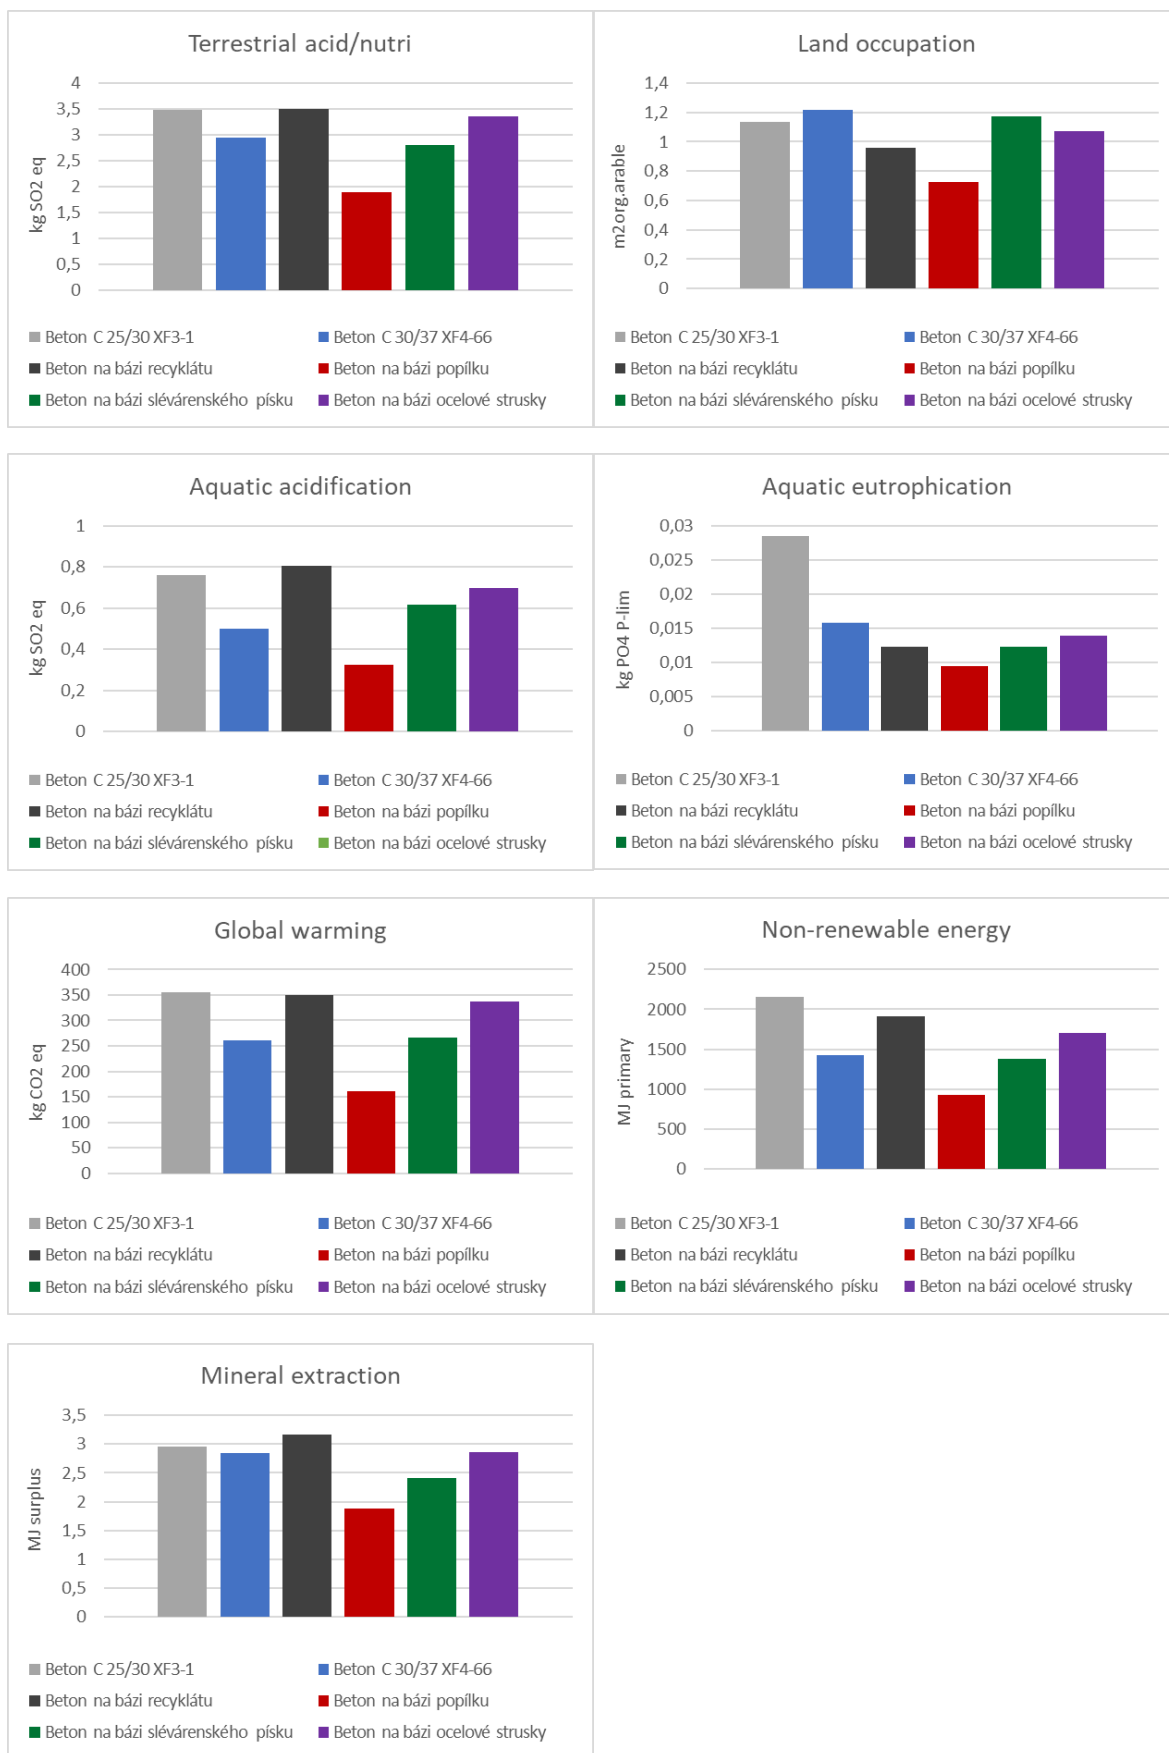 Terrestrial acid/nutri
kg SO2 eq
4
3,5
3
2,5
2
1,5
1
0,5
0
Beton C 25/30 XF3-1
Beton C 30/37 XF4-66
Beton na bázi recyklátu
Beton na bázi popílku
Beton na bázi slévárenského písku
Beton na bázi ocelové strusky
Land occupation
m2org.arable
1,4
1,2
1
0,8
0,6
0,4
0,2
0
Beton C 25/30 XF3-1
Beton C 30/37 XF4-66
Beton na bázi recyklátu
Beton na bázi popílku
Beton na bázi slévárenského písku
Beton na bázi ocelové strusky
Aquatic acidification
kg SO2 eq
1
0,8
0,6
0,4
0,2
0
Beton C 25/30 XF3-1
Beton C 30/37 XF4-66
Beton na bázi recyklátu
Beton na bázi popílku
Beton na bázi slévárenského písku
Beton na bázi ocelové strusky
Aquatic eutrophication
kg PO4 P-lim
0,03
0,025
0,02
0,015
0,01
0,005
0
Beton C 25/30 XF3-1
Beton C 30/37 XF4-66
Beton na bázi recyklátu
Beton na bázi popílku
Beton na bázi slévárenského písku
Beton na bázi ocelové strusky
Global warming
kg CO2 eq
400
350
300
250
200
150
100
50
0
Beton C 25/30 XF3-1
Beton C 30/37 XF4-66
Beton na bázi recyklátu
Beton na bázi popílku
Beton na bázi slévárenského písku
Beton na bázi ocelové strusky
Non-renewable energy
MJ primary
2500
2000
1500
1000
500
0
Beton C 25/30 XF3-1
Beton C 30/37 XF4-66
Beton na bázi recyklátu
Beton na bázi popílku
Beton na bázi slévárenského písku
Beton na bázi ocelové strusky
Mineral extraction
MJ surplus
3,5
3
2,5
2
1,5
1
0,5
0
Beton C 25/30 XF3-1
Beton C 30/37 XF4-66
Beton na bázi recyklátu
Beton na bázi popílku
Beton na bázi slévárenského písku
Beton na bázi ocelové strusky